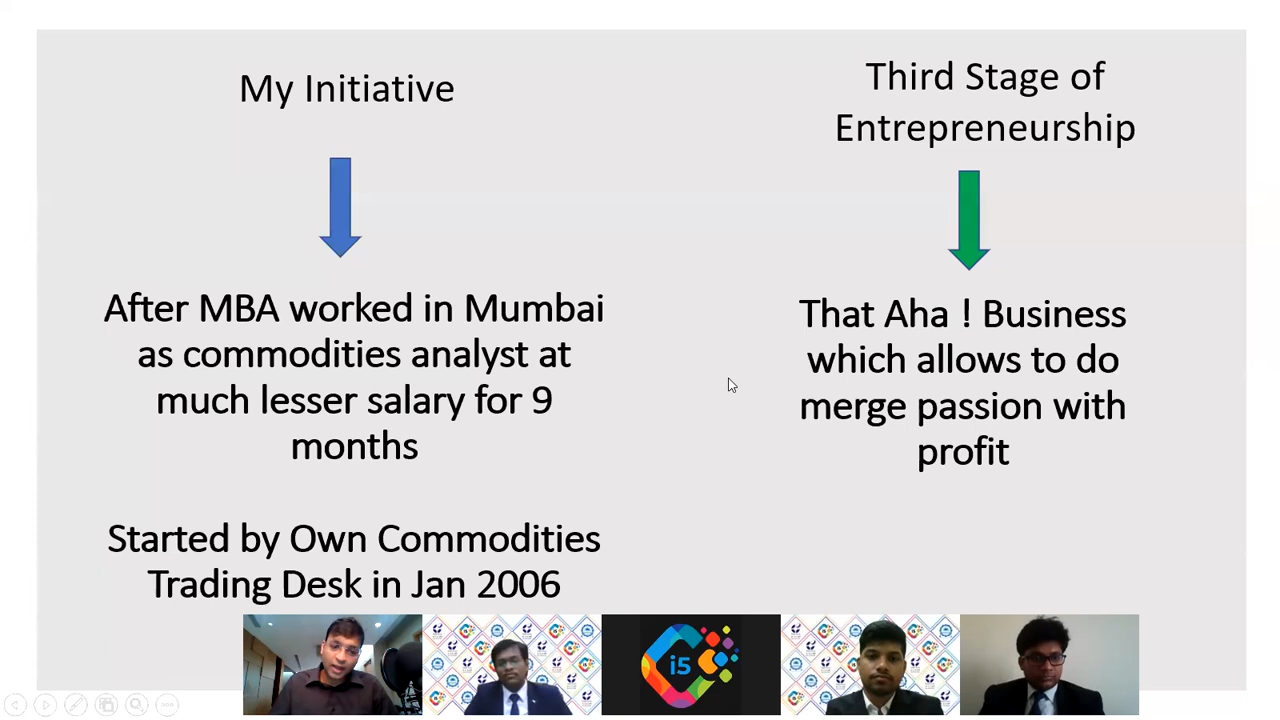 My Initiative
After MBA worked in Mumbai
as commodities analyst at
much lesser salary for 9
months
Started by Own Commodities
Trading Desk in Jan 2006
Third Stage of
Entrepreneurship
That Aha ! Business
which allows to do
merge passion with
profit
i5